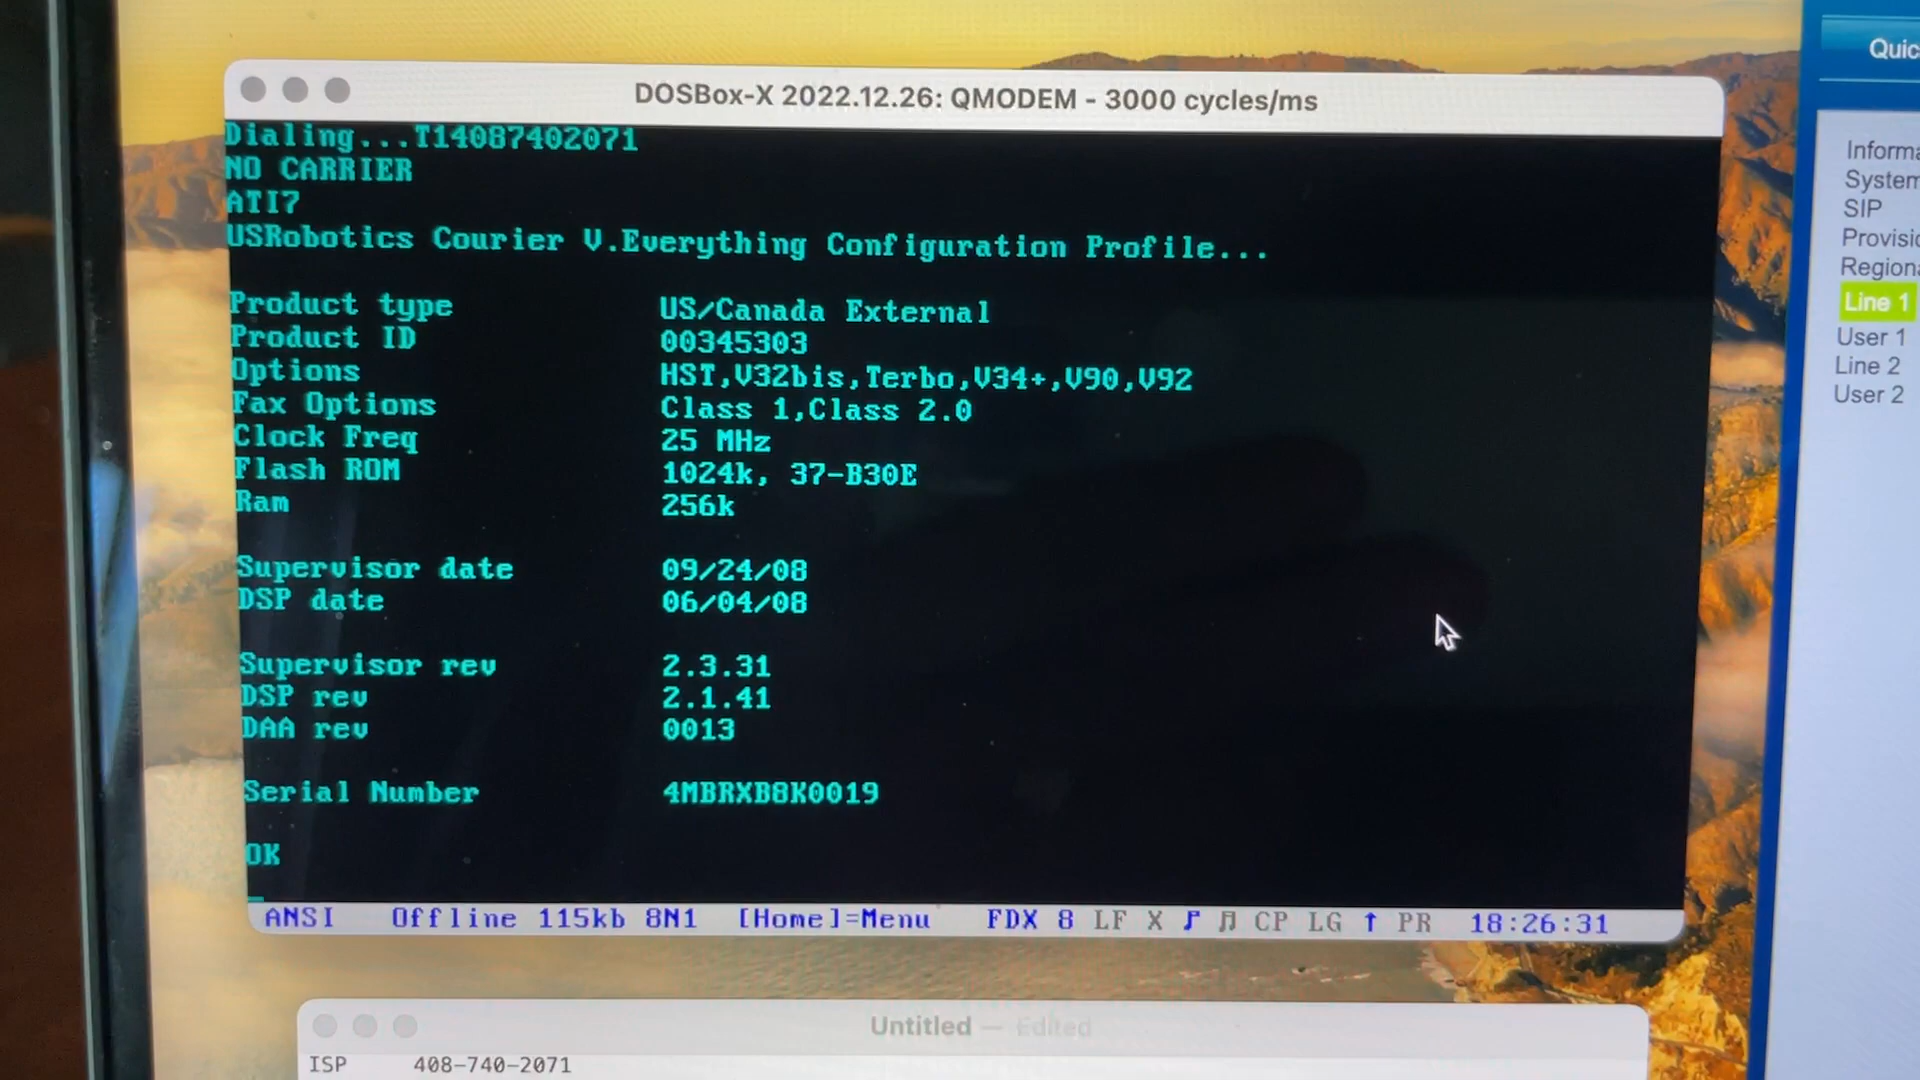 DOSBox-X 2022.12.26: QMODEM - 3000 cycles/ms
Dialing...T14087402071
NO CARRIER
ATI7
USRobotics Courier V.Everything Configuration Profile...
Product type US/Canada External
Product ID 00345303
Options HST,V32bis,Terbo,V34+,V90,V92
Fax Options Class 1,Class 2.0
Clock Freq 25 MHz
Flash ROM 1024k, 37-B30E
Ram 256k
Supervisor date 09/24/08
DSP date 06/04/08
Supervisor rev 2.3.31
DSP rev 2.1.41
DAA rev 0013
Serial Number 4MBRXB8K0019
OK
ANSI Offline 115kb 8N1 [Home]=Menu FDX 8 LF X ♪ ♫ CP LG ↑ PR 18:26:31
Untitled — Edited
ISP 408-740-2071
Quic
Informa
System
SIP
Provisio
Regiona
Line 1
User 1
Line 2
User 2